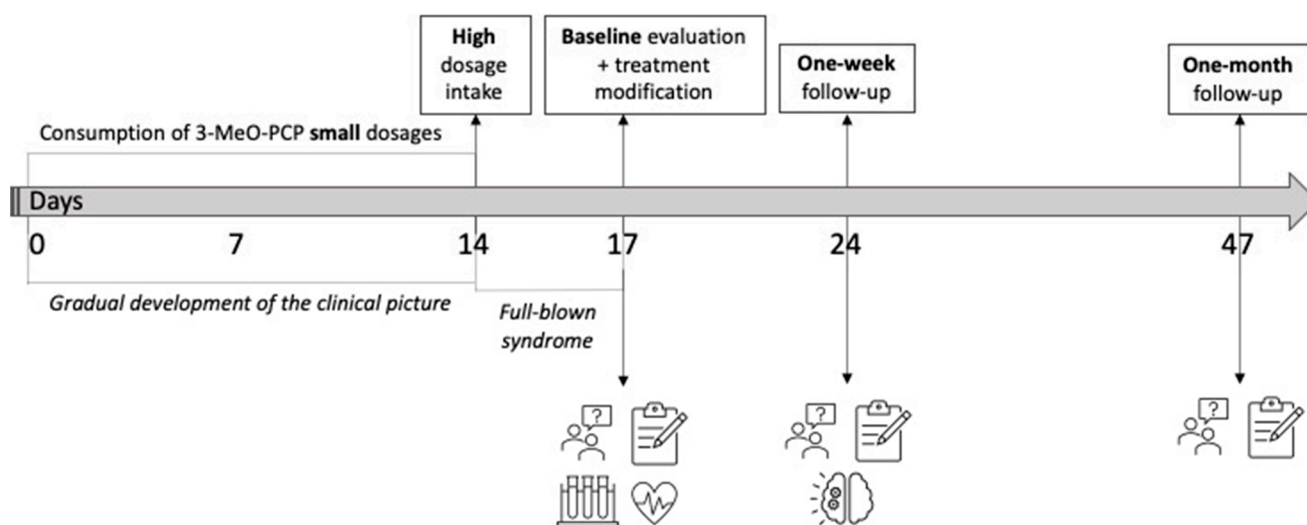 High
dosage
intake
Baseline evaluation
+ treatment
modification
One-week
follow-up
One-month
follow-up
Consumption of 3-MeO-PCP small dosages
Days
0 7 14 17 24 47
Gradual development of the clinical picture
Full-blown
syndrome
?
?
?